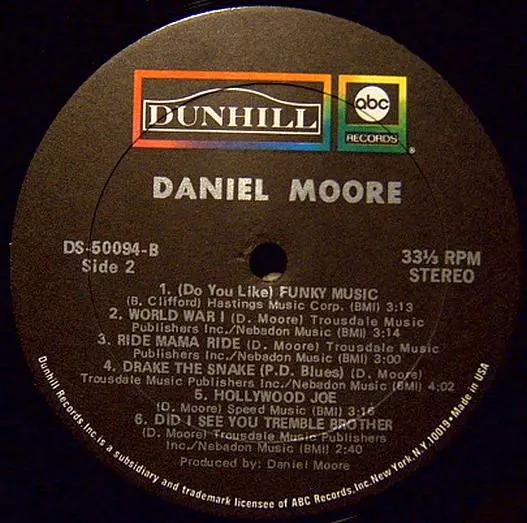 DUNHILL
abc
RECORDS
®
DANIEL MOORE
DS-50094-B
Side 2
33⅓ RPM
STEREO
1. (Do You Like) FUNKY MUSIC
(B. Clifford) Hastings Music Corp. (BMI) 3:13
2. WORLD WAR I (D. Moore) Trousdale Music
Publishers Inc./Nebadon Music (BMI) 3:14
3. RIDE MAMA RIDE (D. Moore) Trousdale Music
Publishers Inc./Nebadon Music (BMI) 3:00
4. DRAKE THE SNAKE (P.D. Blues) (D. Moore)
Trousdale Music Publishers Inc./Nebadon Music (BMI) 4:02
5. HOLLYWOOD JOE
(D. Moore) Speed Music (BMI) 3:16
6. DID I SEE YOU TREMBLE BROTHER
(D. Moore) Trousdale Music Publishers
Inc./Nebadon Music (BMI) 2:40
Produced by: Daniel Moore
Dunhill Records, Inc is a subsidiary and trademark licensee of ABC Records, Inc. New York, N.Y. 10019 • Made in USA